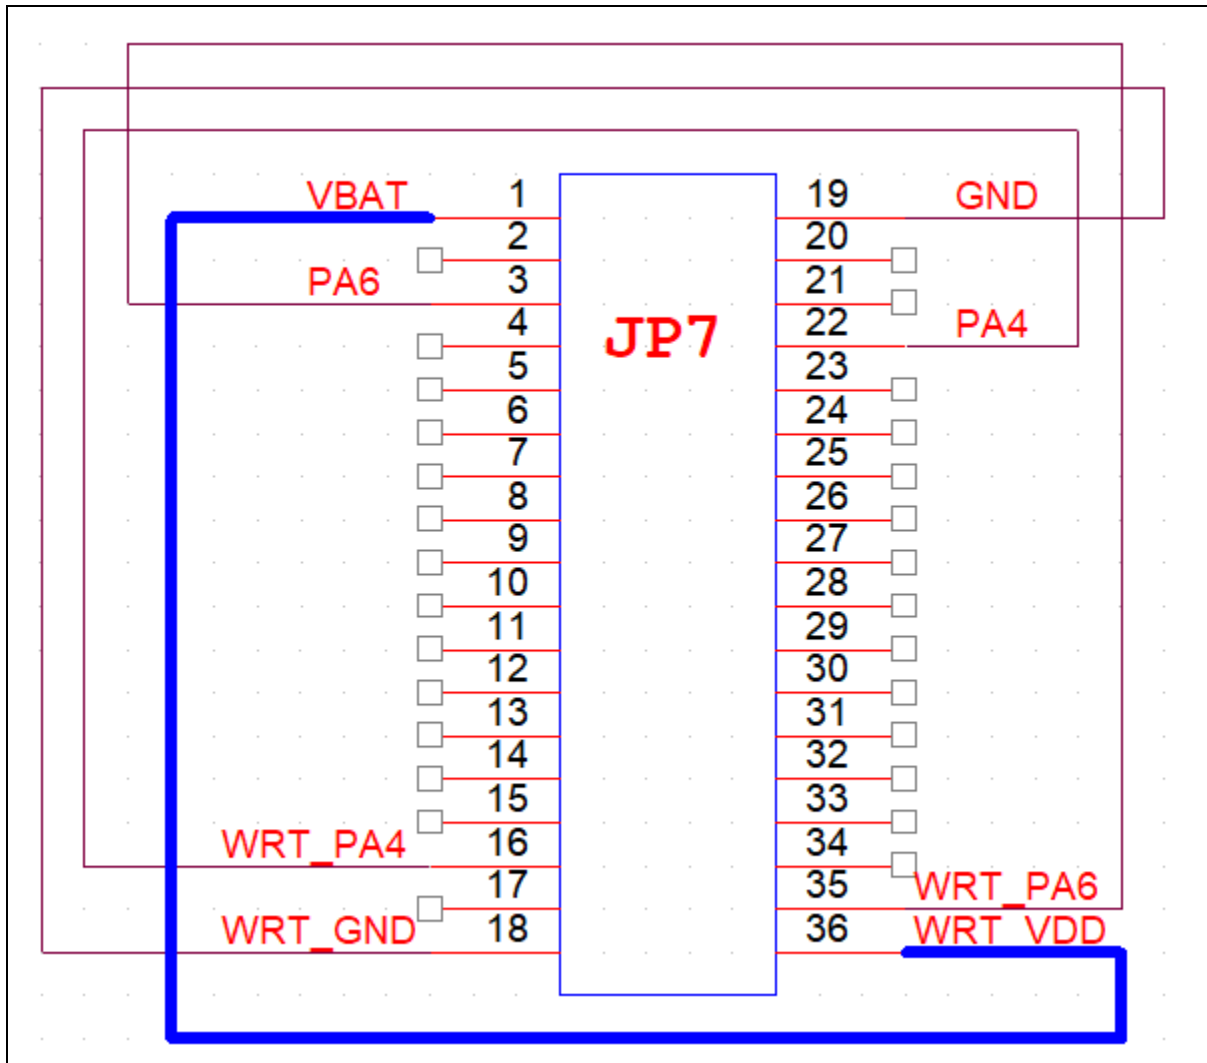 VBAT 1 19 GND
2 20
PA6 3 21
JP7
4 22 PA4
5 23
6 24
7 25
8 26
9 27
10 28
11 29
12 30
13 31
14 32
15 33
WRT_PA4 16 34
17 35 WRT_PA6
WRT_GND 18 36 WRT_VDD